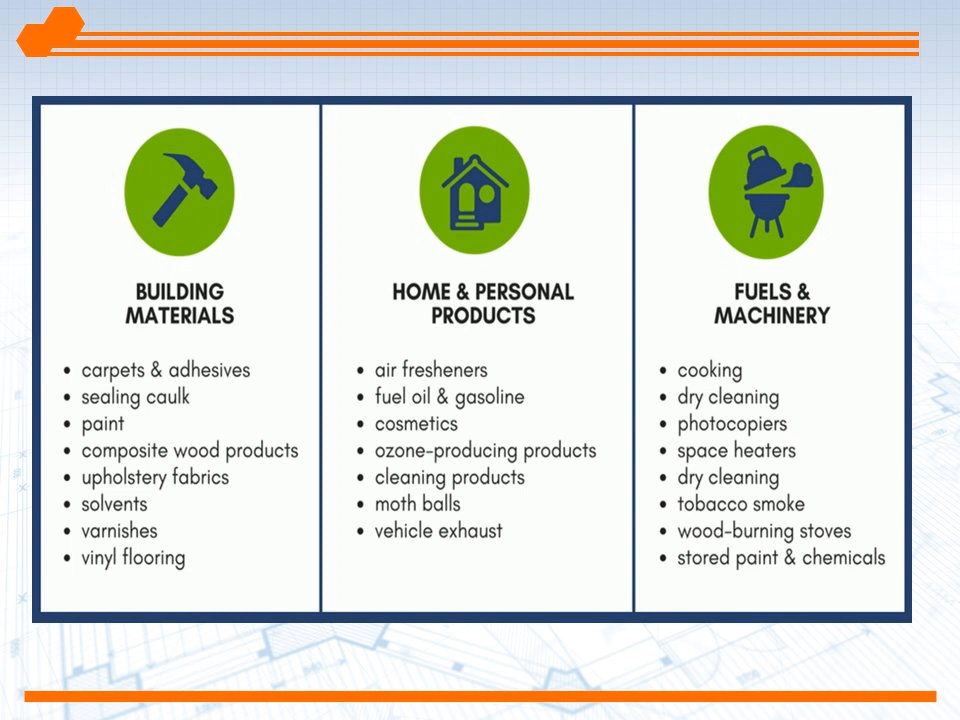 BUILDING
MATERIALS
• carpets & adhesives
• sealing caulk
• paint
• composite wood products
• upholstery fabrics
• solvents
• varnishes
• vinyl flooring
HOME & PERSONAL
PRODUCTS
• air fresheners
• fuel oil & gasoline
• cosmetics
• ozone-producing products
• cleaning products
• moth balls
• vehicle exhaust
FUELS &
MACHINERY
• cooking
• dry cleaning
• photocopiers
• space heaters
• dry cleaning
• tobacco smoke
• wood-burning stoves
• stored paint & chemicals